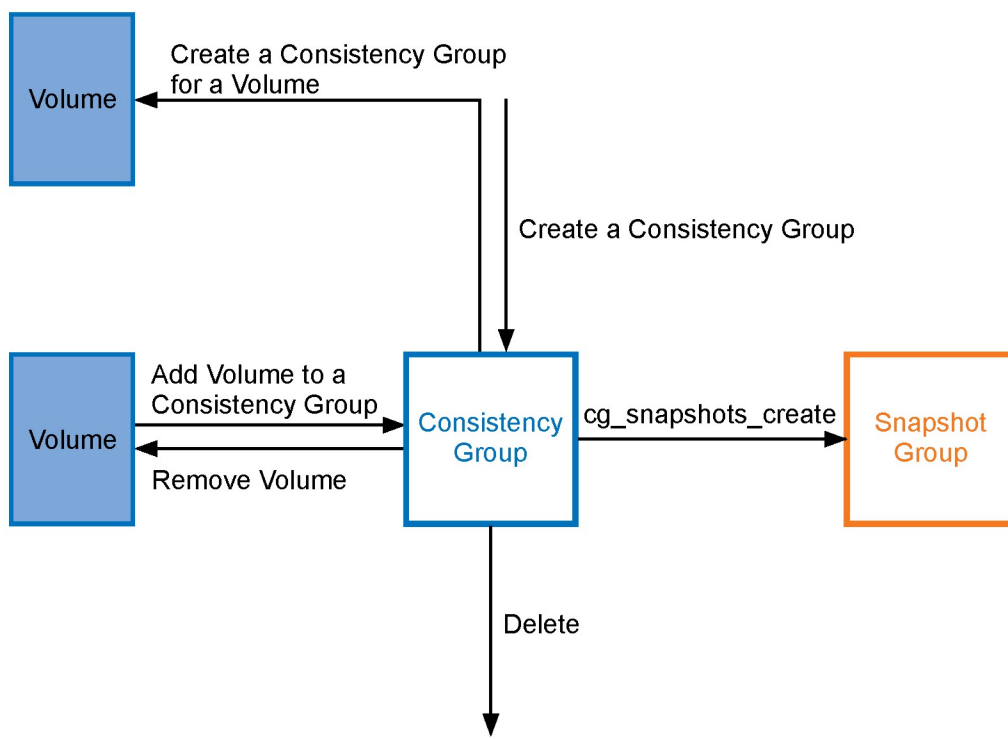 Create a Consistency Group
for a Volume
Volume
Create a Consistency Group
Add Volume to a
Consistency Group
Volume
Remove Volume
Consistency
Group
cg_snapshots_create
Snapshot
Group
Delete